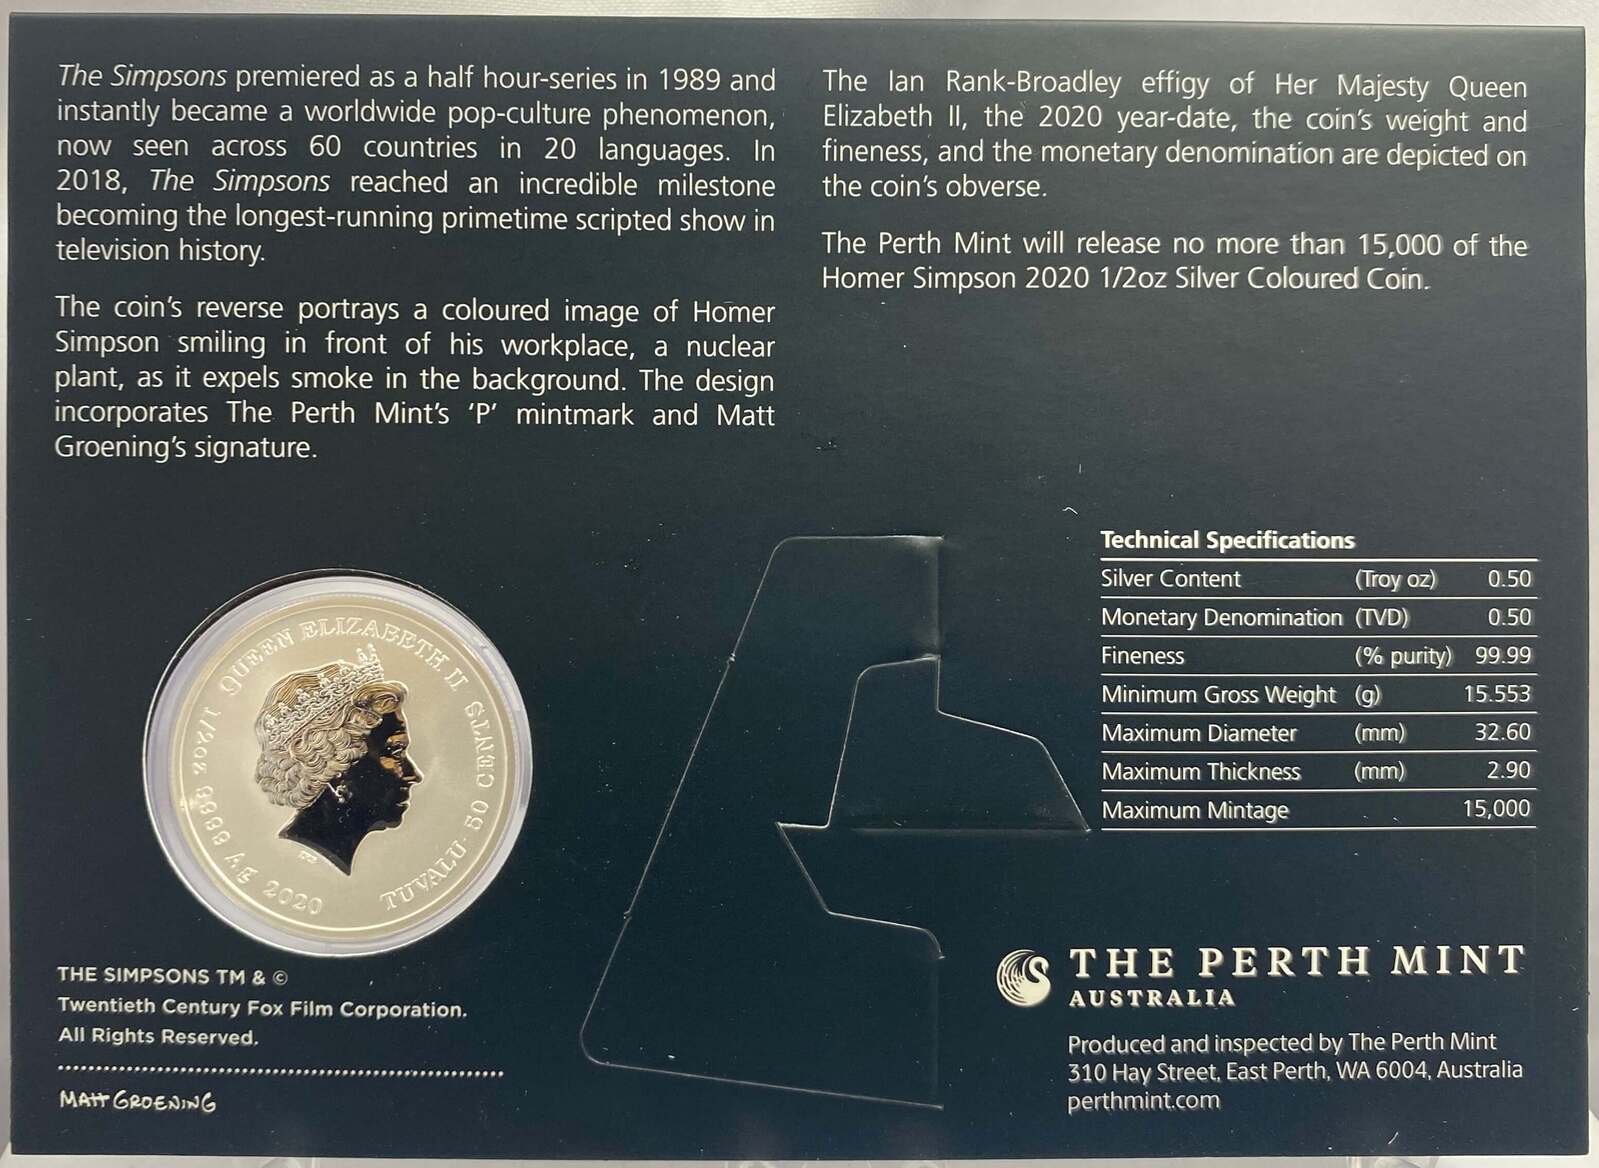 The Simpsons premiered as a half hour-series in 1989 and
instantly became a worldwide pop-culture phenomenon,
now seen across 60 countries in 20 languages. In
2018, The Simpsons reached an incredible milestone
becoming the longest-running primetime scripted show in
television history.
The coin's reverse portrays a coloured image of Homer
Simpson smiling in front of his workplace, a nuclear
plant, as it expels smoke in the background. The design
incorporates The Perth Mint's 'P' mintmark and Matt
Groening's signature.
The Ian Rank-Broadley effigy of Her Majesty Queen
Elizabeth II, the 2020 year-date, the coin's weight and
fineness, and the monetary denomination are depicted on
the coin's obverse.
The Perth Mint will release no more than 15,000 of the
Homer Simpson 2020 1/2oz Silver Coloured Coin.
Technical Specifications
Silver Content (Troy oz) 0.50
Monetary Denomination (TVD) 0.50
Fineness (% purity) 99.99
Minimum Gross Weight (g) 15.553
Maximum Diameter (mm) 32.60
Maximum Thickness (mm) 2.90
Maximum Mintage 15,000
QUEEN ELIZABETH II
TUVALU · 50 CENTS
2020
1/2oz 9999 Ag
THE SIMPSONS TM & ©
Twentieth Century Fox Film Corporation.
All Rights Reserved.
MATT GROENING
THE PERTH MINT
AUSTRALIA
Produced and inspected by The Perth Mint
310 Hay Street, East Perth, WA 6004, Australia
perthmint.com